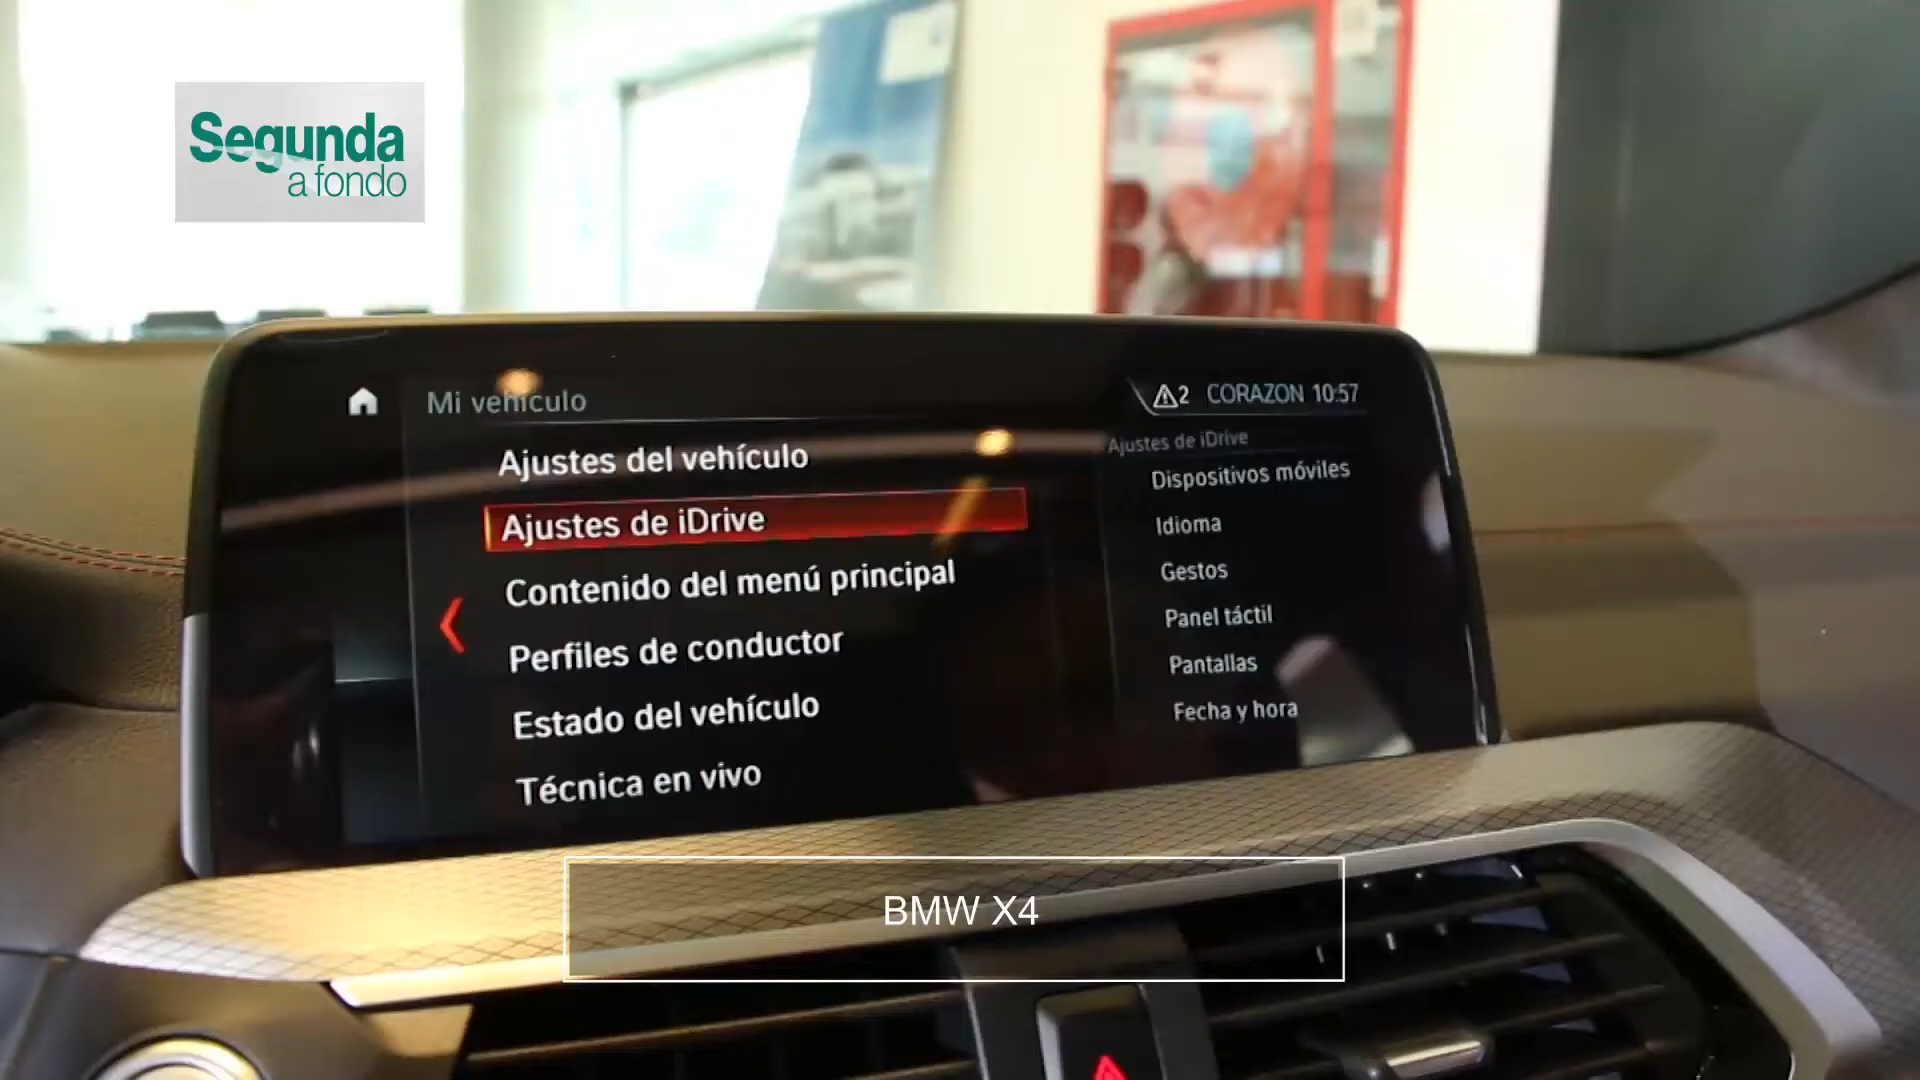 Segunda
a fondo
Mi vehículo
2 CORAZON 10:57
Ajustes del vehículo
Ajustes de iDrive
Contenido del menú principal
Perfiles de conductor
Estado del vehículo
Técnica en vivo
Ajustes de iDrive
Dispositivos móviles
Idioma
Gestos
Panel táctil
Pantallas
Fecha y hora
BMW X4